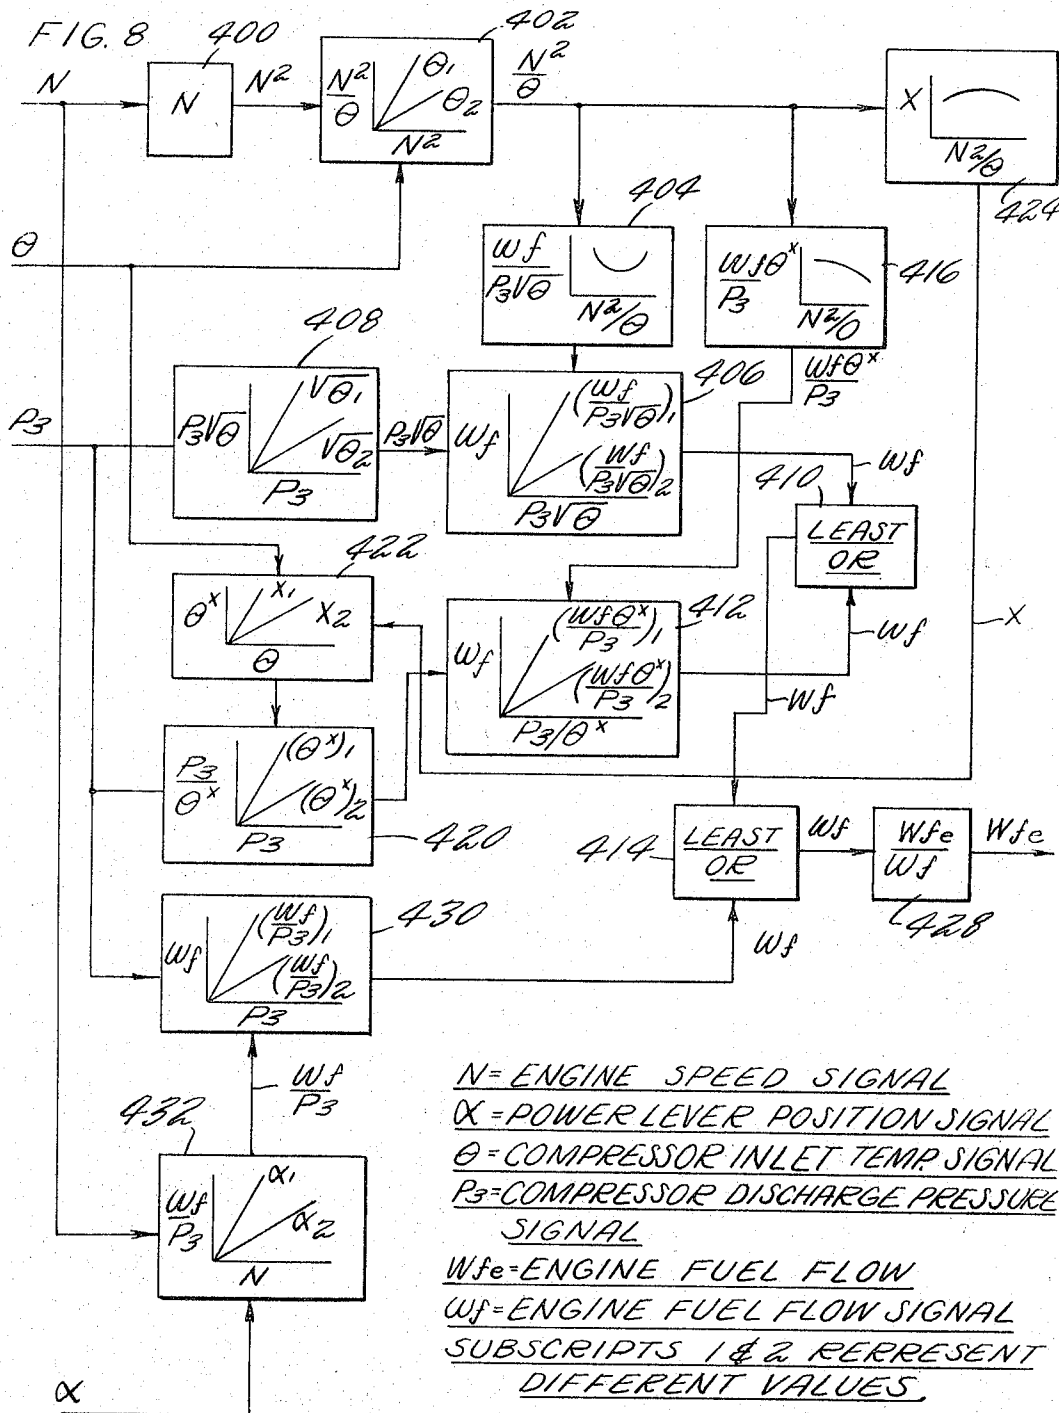 FIG. 8
400
402
N
N
N²
N²/Θ
Θ₁
Θ₂
N²
N²/Θ
X
N²/Θ
424
Θ
404
Wf/P₃√Θ
N²/Θ
WfΘˣ/P₃
N²/O
416
WfΘˣ/P₃
408
P₃
P₃√Θ
√Θ₁
√Θ₂
P₃
P₃√Θ
406
Wf
(Wf/P₃√Θ)₁
(Wf/P₃√Θ)₂
P₃√Θ
Wf
410
LEAST
OR
422
Θˣ
X₁
X₂
Θ
412
Wf
(WfΘˣ/P₃)₁
(WfΘˣ/P₃)₂
P₃/Θˣ
Wf
X
Wf
P₃/Θˣ
(Θˣ)₁
(Θˣ)₂
P₃
420
414
LEAST
OR
Wf
Wfe/Wf
Wfe
428
430
Wf
(Wf/P₃)₁
(Wf/P₃)₂
P₃
Wf
Wf/P₃
432
Wf/P₃
α₁
α₂
N
α
N=ENGINE SPEED SIGNAL
α=POWER LEVER POSITION SIGNAL
Θ=COMPRESSOR INLET TEMP. SIGNAL
P₃=COMPRESSOR DISCHARGE PRESSURE
SIGNAL
Wfe=ENGINE FUEL FLOW
Wf=ENGINE FUEL FLOW SIGNAL
SUBSCRIPTS 1 & 2 RERRESENT
DIFFERENT VALUES.